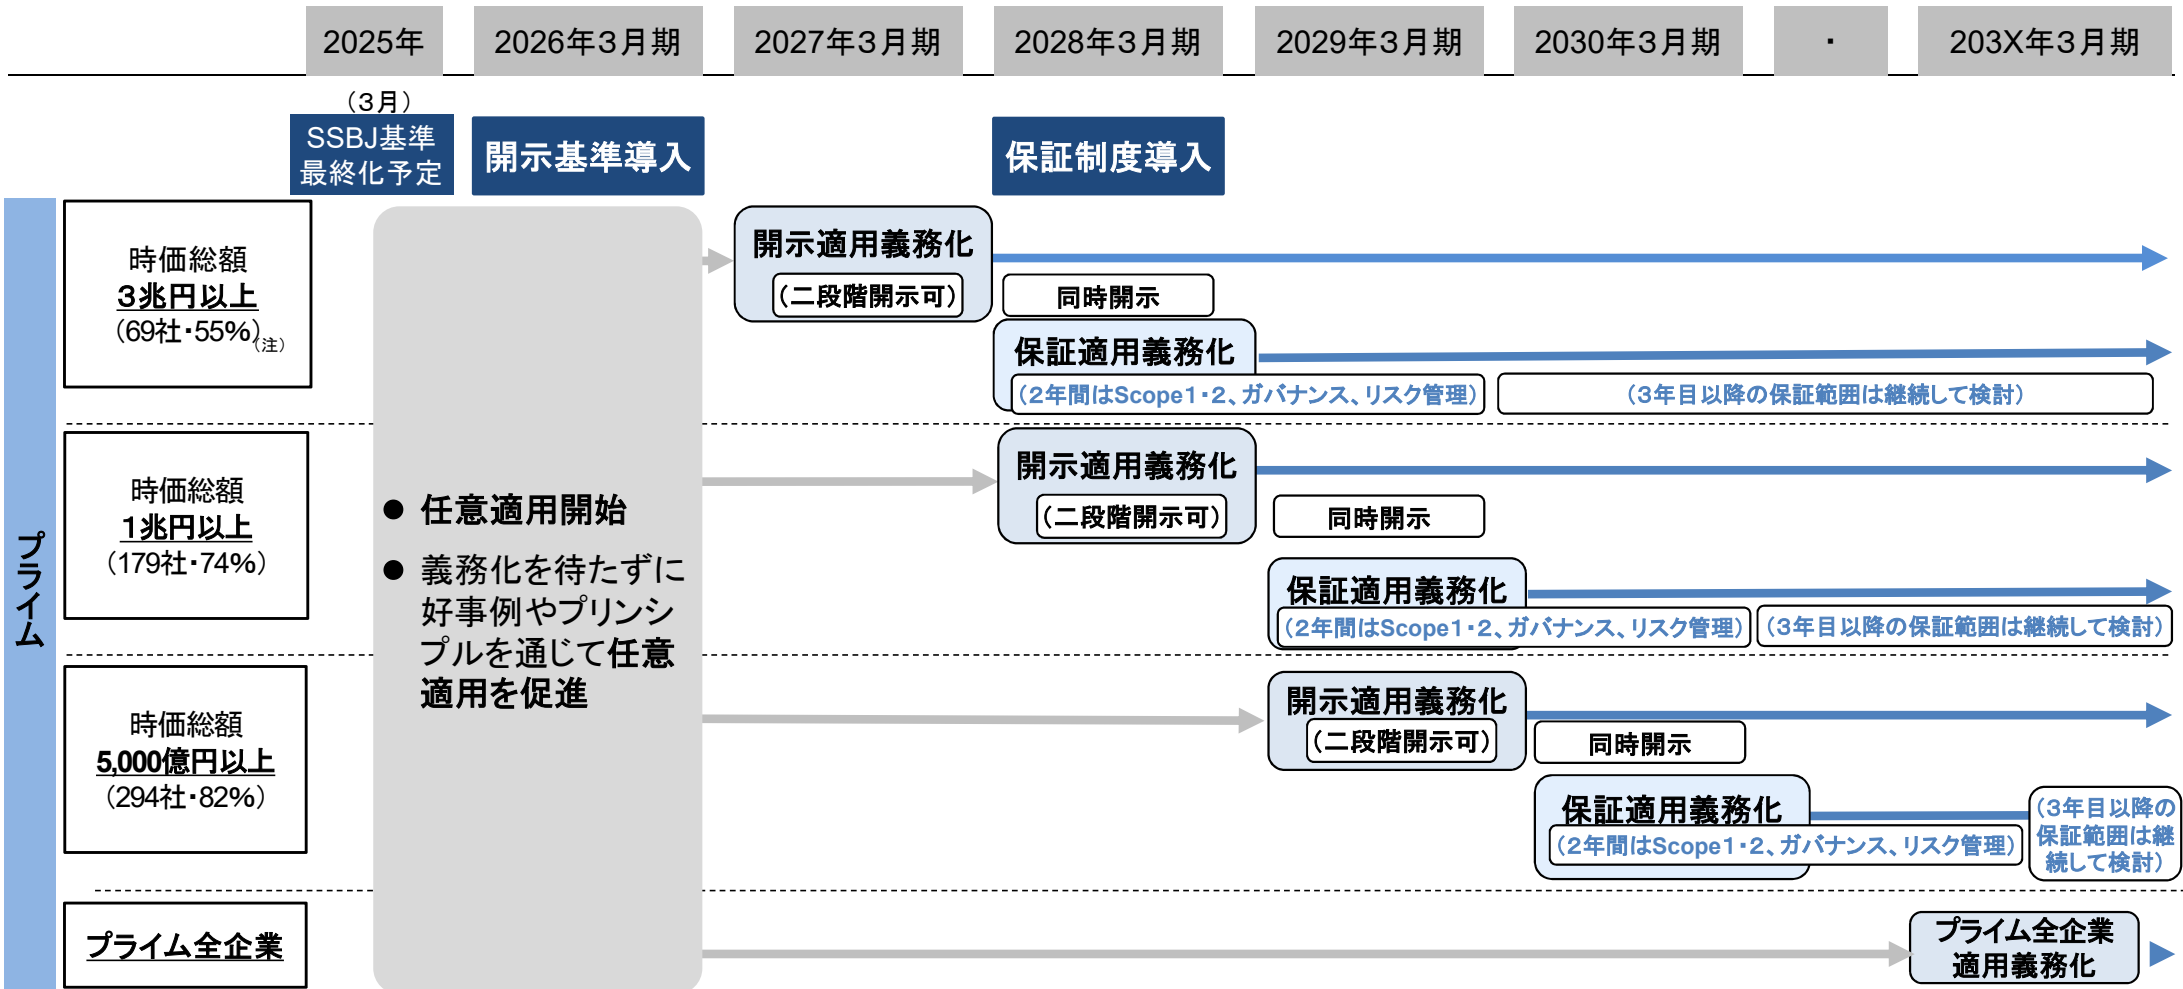 2025年
2026年３月期
2027年３月期
2028年３月期
2029年３月期
2030年３月期
・
203X年３月期
（３月）
SSBJ基準
最終化予定
開示基準導入
保証制度導入
プライム
時価総額
３兆円以上
（69社・55%）
（注）
開示適用義務化
（二段階開示可）
同時開示
保証適用義務化
（２年間はScope１・２、ガバナンス、リスク管理）
（３年目以降の保証範囲は継続して検討）
時価総額
１兆円以上
（179社・74%）
● 任意適用開始
● 義務化を待たずに
好事例やプリンシ
プルを通じて任意
適用を促進
開示適用義務化
（二段階開示可）
同時開示
保証適用義務化
（２年間はScope１・２、ガバナンス、リスク管理）
（３年目以降の保証範囲は継続して検討）
時価総額
5,000億円以上
（294社・82%）
開示適用義務化
（二段階開示可）
同時開示
保証適用義務化
（２年間はScope１・２、ガバナンス、リスク管理）
（３年目以降の
保証範囲は継
続して検討）
プライム全企業
プライム全企業
適用義務化